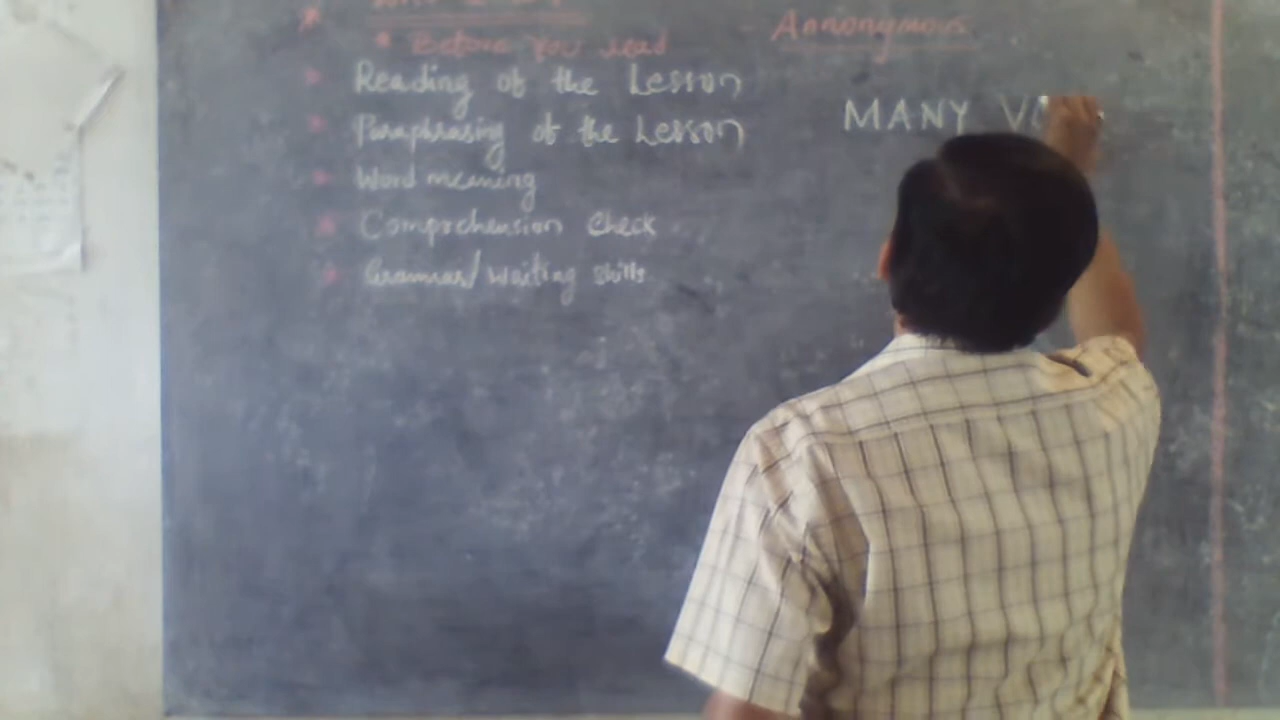 * Before you read
Annonymous
Reading of the Lesson
Paraphrasing of the Lesson
Word meaning
Comprehension Check
Grammar/ Writing Skills
MANY